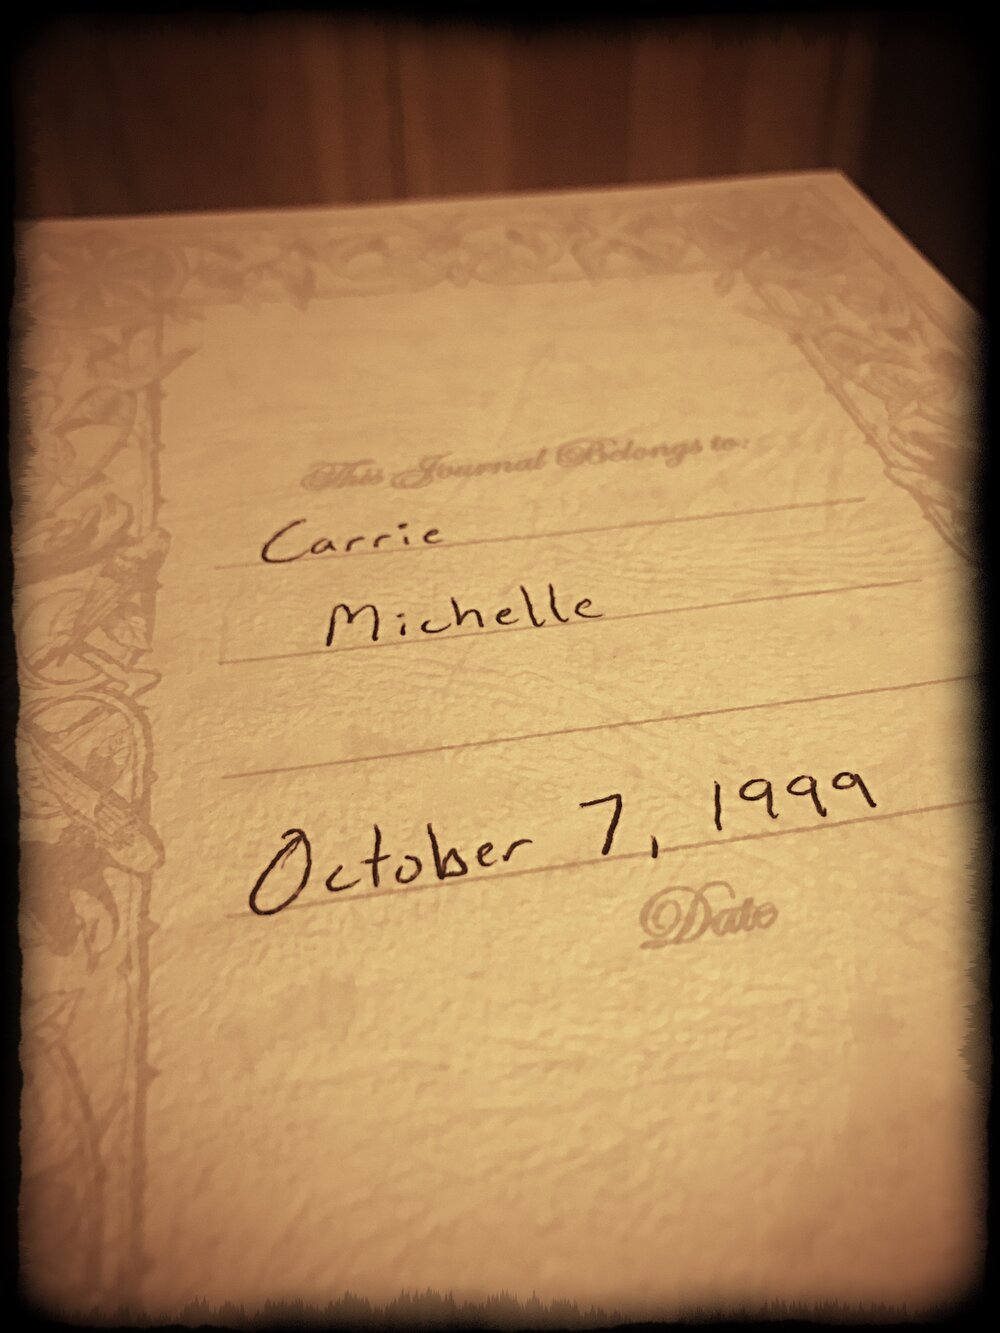 This Journal Belongs to:
Carrie
Michelle
October 7, 1999
Date